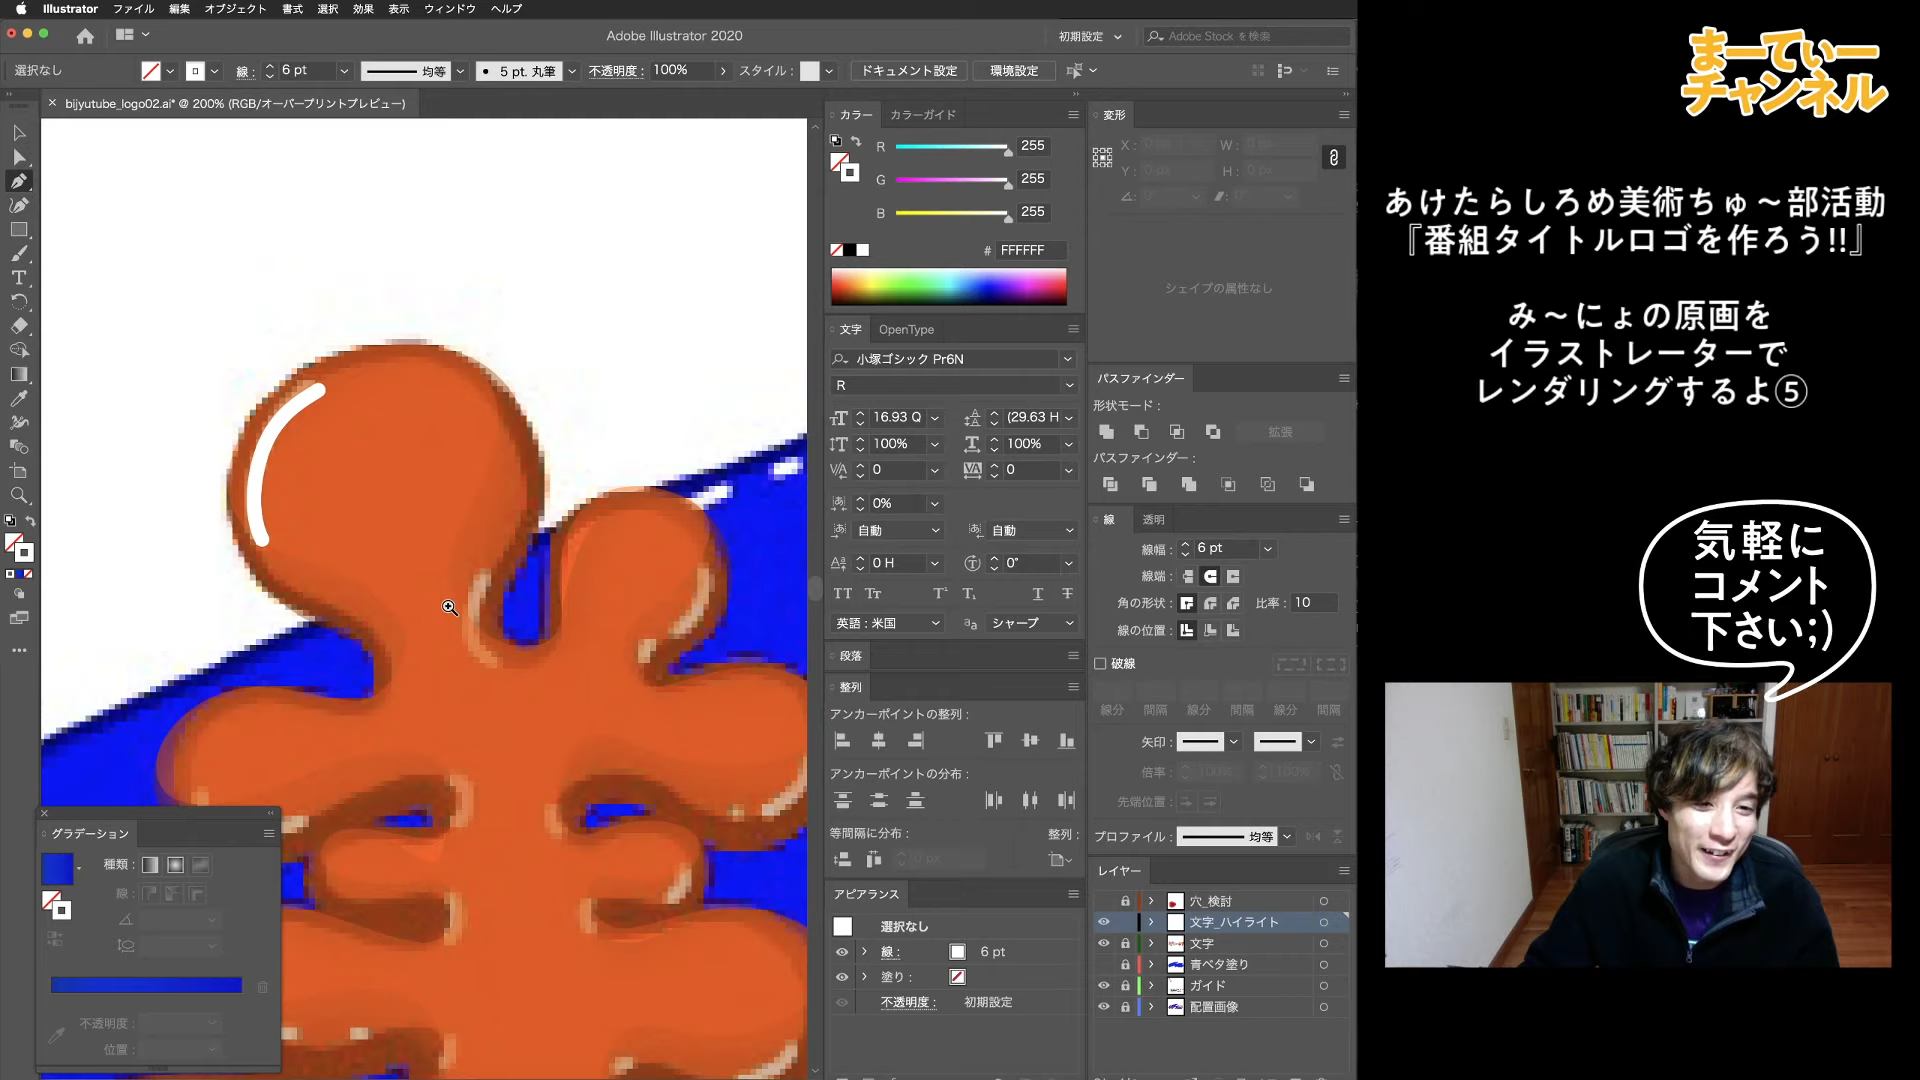 Illustrator ファイル 編集 オブジェクト 書式 選択 効果 表示 ウィンドウ ヘルプ
Adobe Illustrator 2020
初期設定
Adobe Stock を検索
選択なし
線 : 6 pt
均等
5 pt. 丸筆
不透明度 : 100%
スタイル :
ドキュメント設定
環境設定
bijyutube_logo02.ai* @ 200% (RGB/オーバープリントプレビュー)
カラー カラーガイド
R 255
G 255
B 255
# FFFFFF
文字 OpenType
小塚ゴシック Pr6N
R
16.93 Q (29.63 H
100% 100%
0 0
0%
自動 自動
0 H 0°
英語 : 米国 シャープ
段落
整列
アンカーポイントの整列 :
アンカーポイントの分布 :
等間隔に分布 : 整列 :
0 px
アピアランス
選択なし
線 : 6 pt
塗り :
不透明度 : 初期設定
変形
X : 0 px W :
Y : 0 px H : 0 px
シェイプの属性なし
パスファインダー
形状モード :
拡張
パスファインダー :
線 透明
線幅 : 6 pt
線端 :
角の形状 : 比率 : 10
線の位置 :
破線
線分 間隔 線分 間隔 線分 間隔
矢印 :
倍率 : 100% 100%
先端位置 :
プロファイル : 均等
レイヤー
穴_検討
文字_ハイライト
文字
青ベタ塗り
ガイド
配置画像
グラデーション
種類 :
線 :
不透明度 :
位置 :
まーてぃー
チャンネル
あけたらしろめ美術ちゅ～部活動
『番組タイトルロゴを作ろう!!』
み～にょの原画を
イラストレーターで
レンダリングするよ⑤
気軽に
コメント
下さい;)